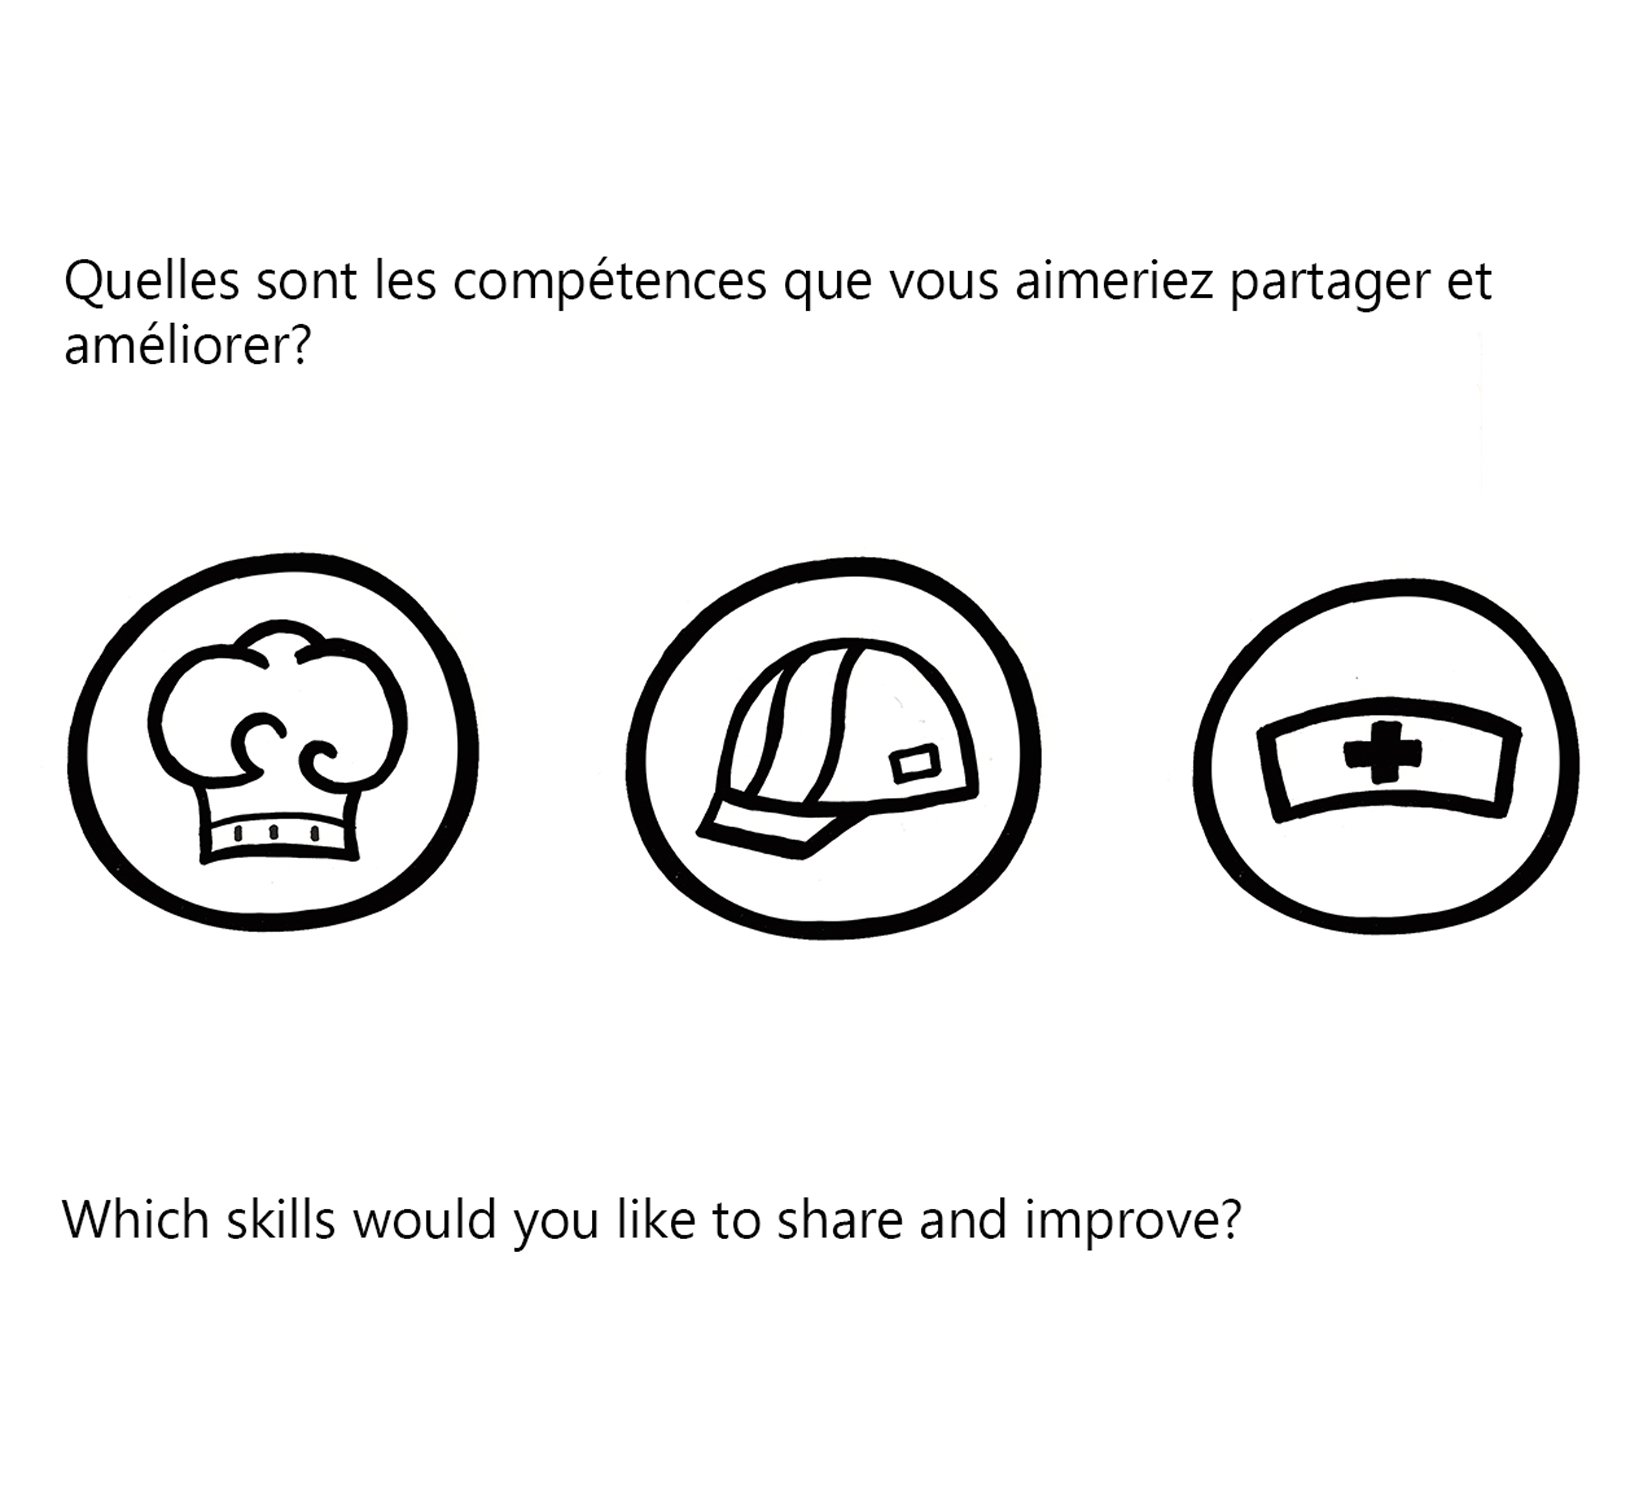 Quelles sont les compétences que vous aimeriez partager et
améliorer?
Which skills would you like to share and improve?